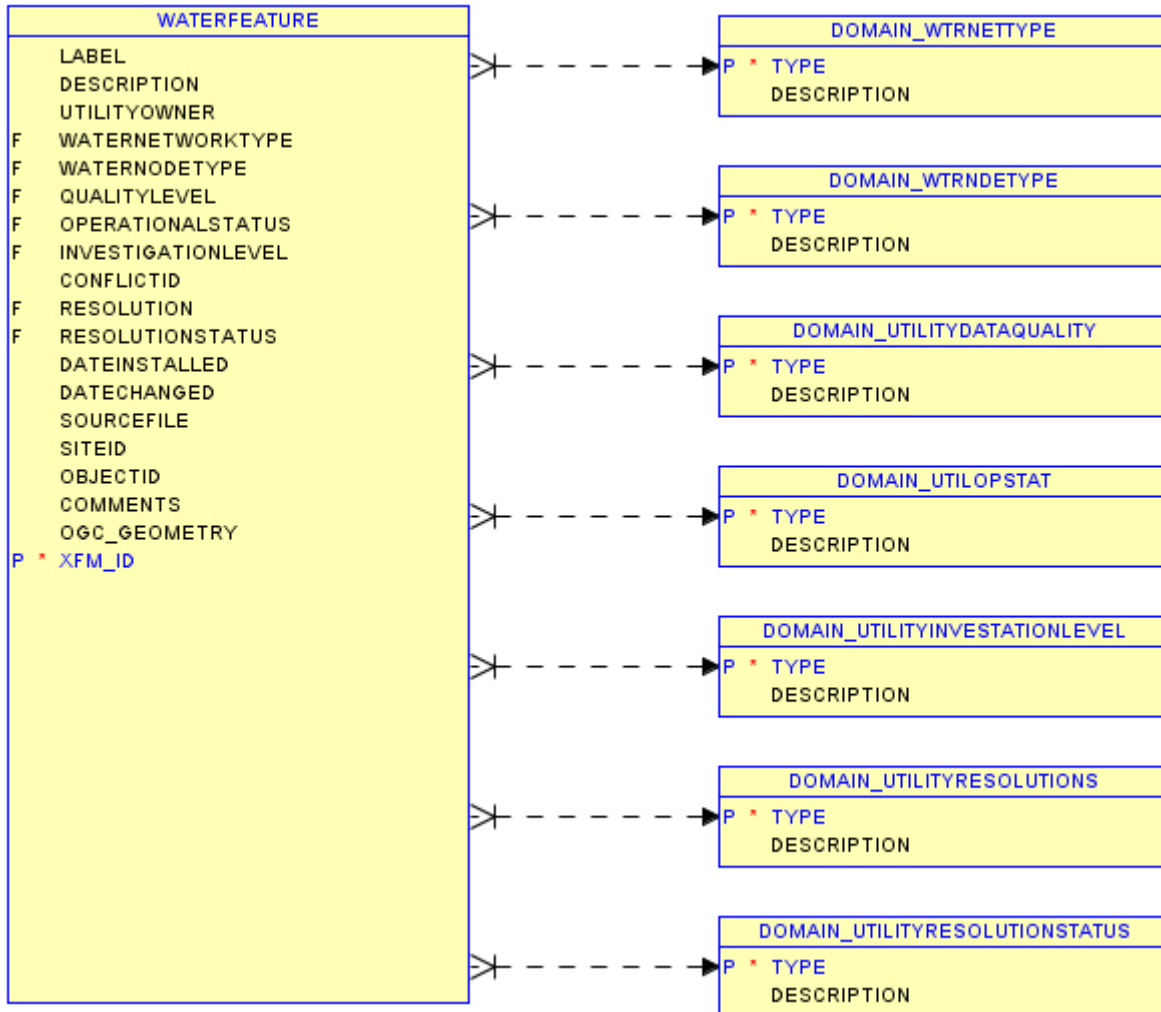 WATERFEATURE
LABEL
DESCRIPTION
UTILITYOWNER
F WATERNETWORKTYPE
F WATERNODETYPE
F QUALITYLEVEL
F OPERATIONALSTATUS
F INVESTIGATIONLEVEL
CONFLICTID
F RESOLUTION
F RESOLUTIONSTATUS
DATEINSTALLED
DATECHANGED
SOURCEFILE
SITEID
OBJECTID
COMMENTS
OGC_GEOMETRY
P * XFM_ID
DOMAIN_WTRNETTYPE
P * TYPE
DESCRIPTION
DOMAIN_WTRNDETYPE
P * TYPE
DESCRIPTION
DOMAIN_UTILITYDATAQUALITY
P * TYPE
DESCRIPTION
DOMAIN_UTILOPSTAT
P * TYPE
DESCRIPTION
DOMAIN_UTILITYINVESTATIONLEVEL
P * TYPE
DESCRIPTION
DOMAIN_UTILITYRESOLUTIONS
P * TYPE
DESCRIPTION
DOMAIN_UTILITYRESOLUTIONSTATUS
P * TYPE
DESCRIPTION